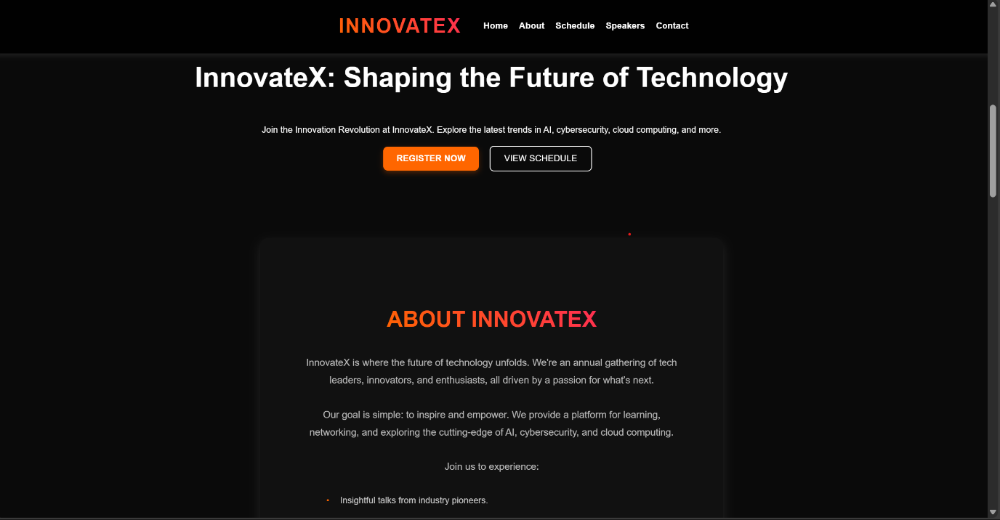 INNOVATEX
Home About Schedule Speakers Contact
InnovateX: Shaping the Future of Technology
Join the Innovation Revolution at InnovateX. Explore the latest trends in AI, cybersecurity, cloud computing, and more.
REGISTER NOW VIEW SCHEDULE
ABOUT INNOVATEX
InnovateX is where the future of technology unfolds. We're an annual gathering of tech
leaders, innovators, and enthusiasts, all driven by a passion for what's next.
Our goal is simple: to inspire and empower. We provide a platform for learning,
networking, and exploring the cutting-edge of AI, cybersecurity, and cloud computing.
Join us to experience:
• Insightful talks from industry pioneers.